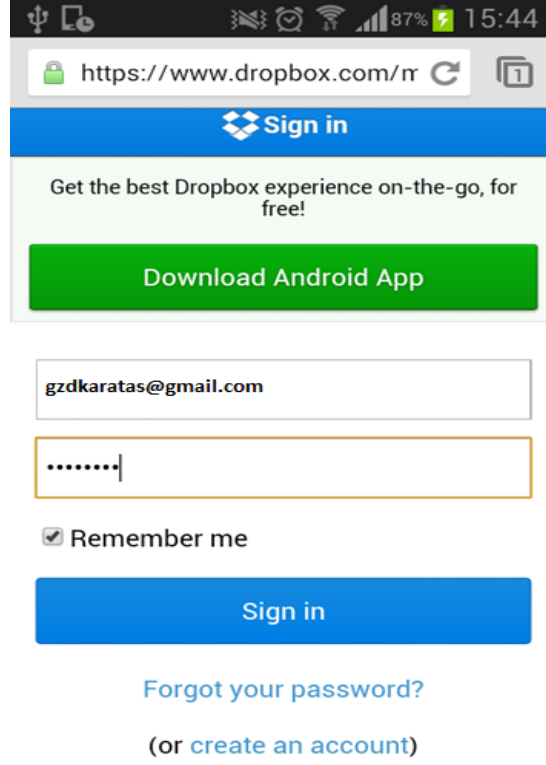 87% 15:44
https://www.dropbox.com/m
1
Sign in
Get the best Dropbox experience on-the-go, for
free!
Download Android App
gzdkaratas@gmail.com
••••••••
Remember me
Sign in
Forgot your password?
(or create an account)